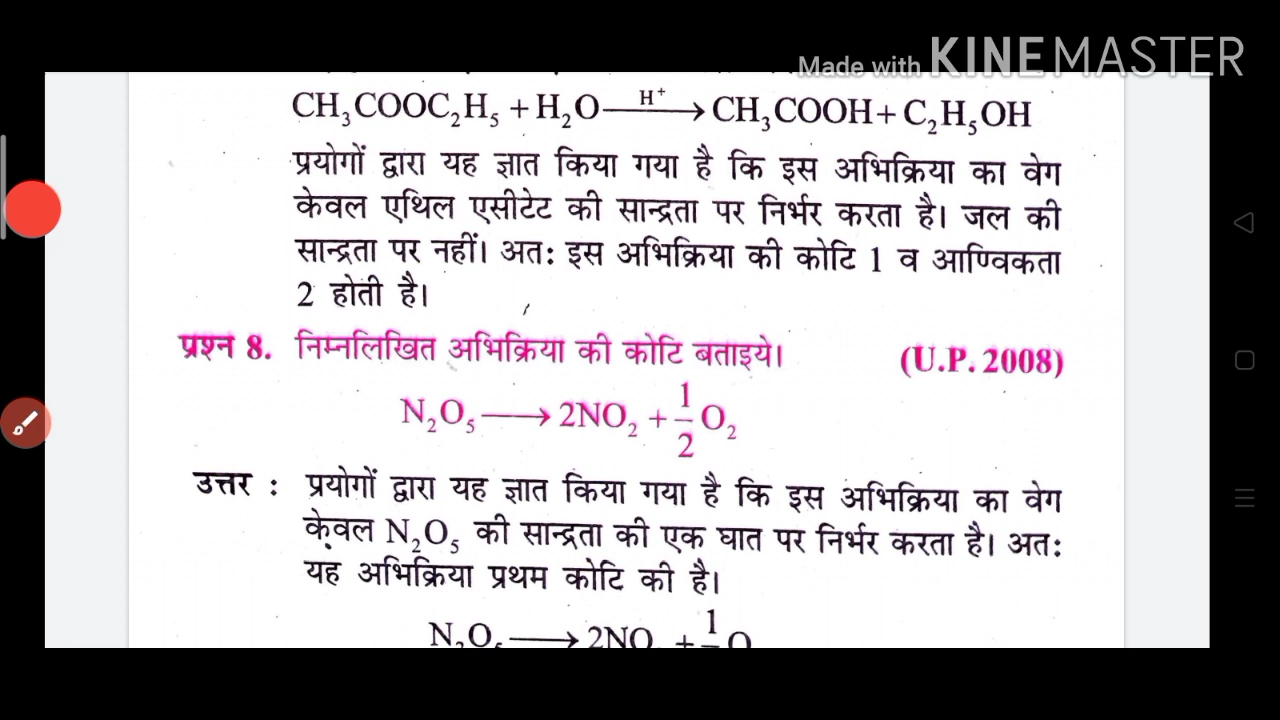 Made with KINEMASTER
CH₃COOC₂H₅ + H₂O —H⁺→ CH₃COOH + C₂H₅OH
प्रयोगों द्वारा यह ज्ञात किया गया है कि इस अभिक्रिया का वेग
केवल एथिल एसीटेट की सान्द्रता पर निर्भर करता है। जल की
सान्द्रता पर नहीं। अतः इस अभिक्रिया की कोटि 1 व आण्विकता
2 होती है।
प्रश्न 8. निम्नलिखित अभिक्रिया की कोटि बताइये। (U.P. 2008)
N₂O₅ ⟶ 2NO₂ + 1/2 O₂
उत्तर : प्रयोगों द्वारा यह ज्ञात किया गया है कि इस अभिक्रिया का वेग
केवल N₂O₅ की सान्द्रता की एक घात पर निर्भर करता है। अतः
यह अभिक्रिया प्रथम कोटि की है।
N₂O₅ ⟶ 2NO + 1 O